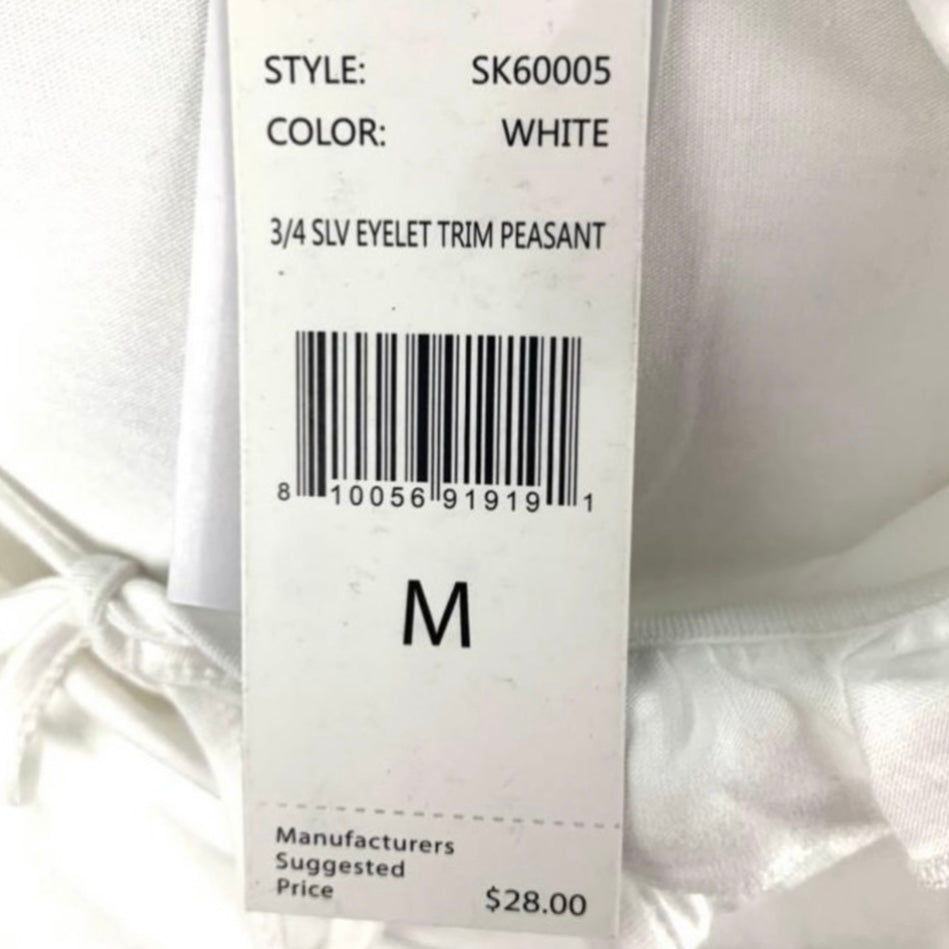 STYLE: SK60005
COLOR: WHITE
3/4 SLV EYELET TRIM PEASANT
8 10056 91919 1
M
Manufacturers
Suggested
Price $28.00